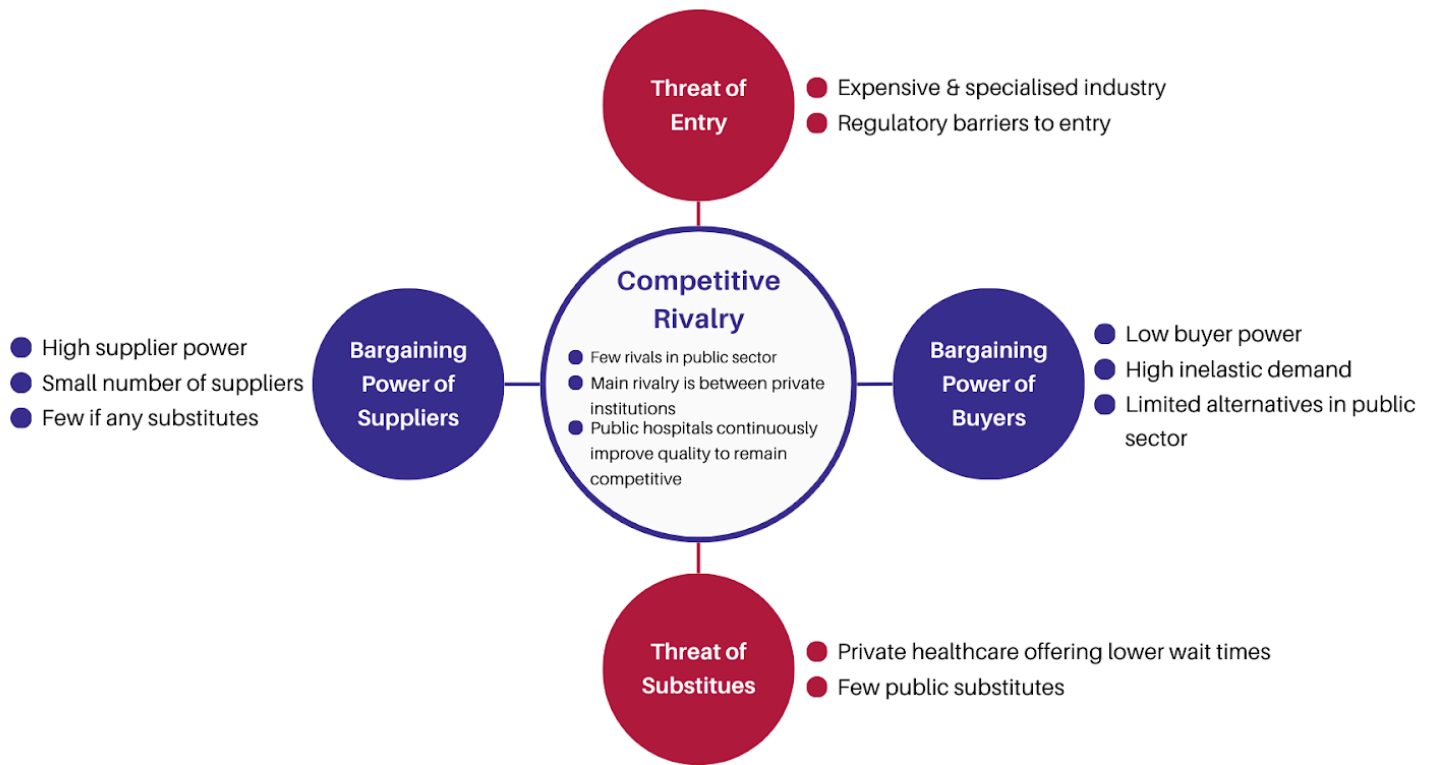 Threat of
Entry
Expensive & specialised industry
Regulatory barriers to entry
High supplier power
Small number of suppliers
Few if any substitutes
Bargaining
Power of
Suppliers
Competitive
Rivalry
Few rivals in public sector
Main rivalry is between private
institutions
Public hospitals continuously
improve quality to remain
competitive
Bargaining
Power of
Buyers
Low buyer power
High inelastic demand
Limited alternatives in public
sector
Threat of
Substitues
Private healthcare offering lower wait times
Few public substitutes